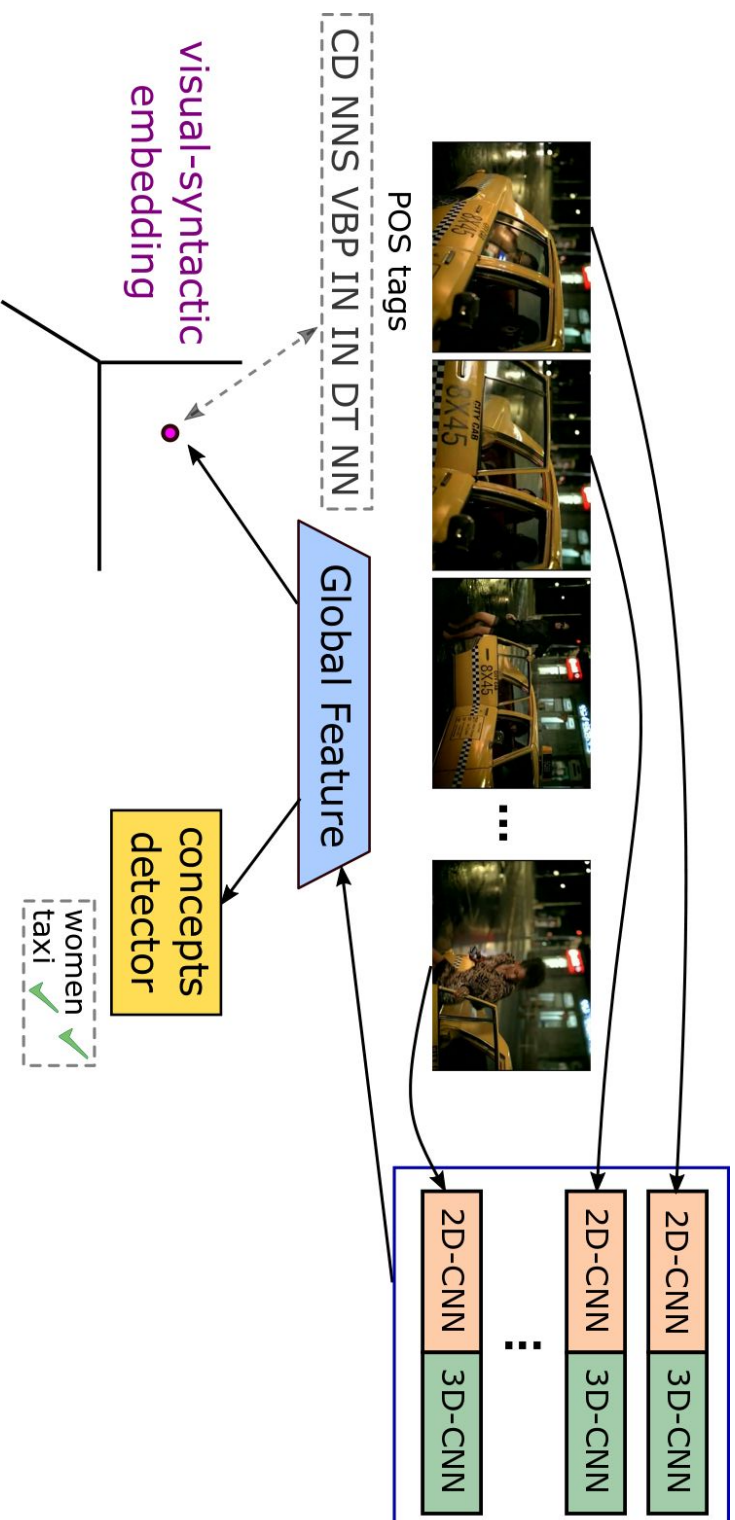 8X45
CITY CAB
8X45
8X45
2D-CNN 3D-CNN
2D-CNN 3D-CNN
...
2D-CNN 3D-CNN
...
POS tags
CD NNS VBP IN IN DT NN
Global Feature
visual-syntactic
embedding
concepts
detector
women
taxi